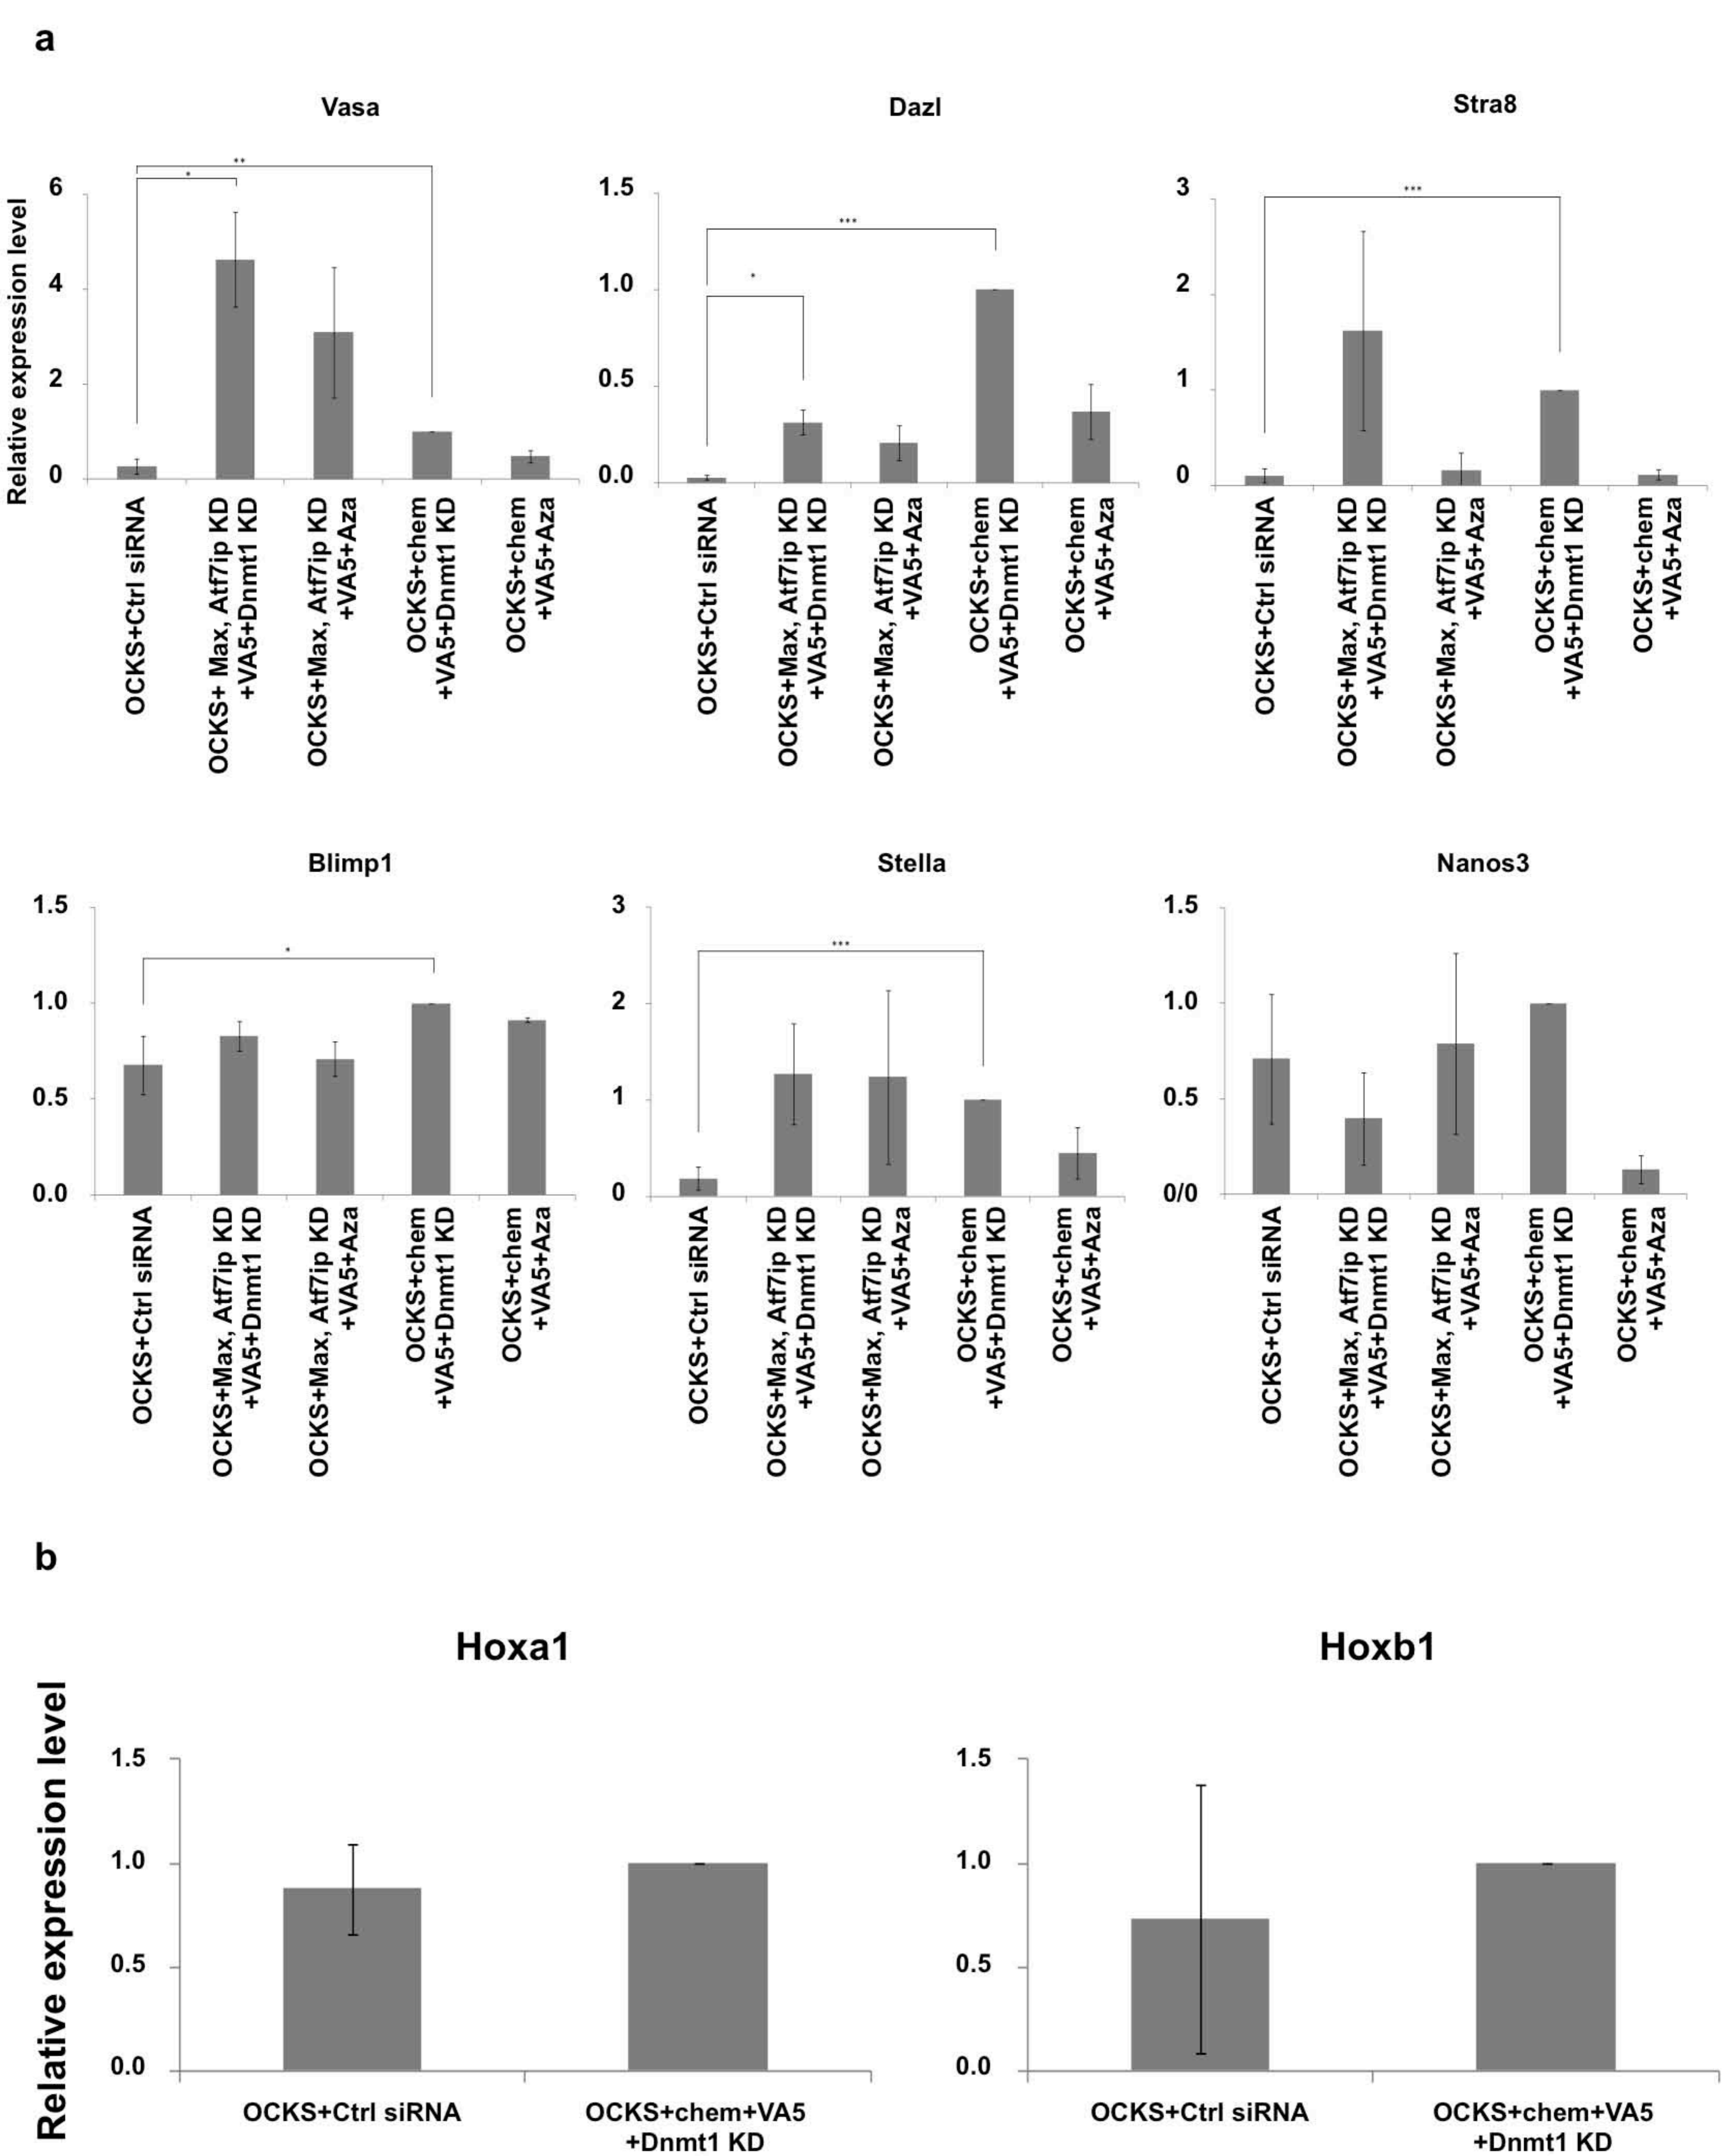 a
Vasa
Dazl
Stra8
Relative expression level
6
4
2
0
**
*
OCKS+Ctrl siRNA
OCKS+ Max, Atf7ip KD
+VA5+Dnmt1 KD
OCKS+Max, Atf7ip KD
+VA5+Aza
OCKS+chem
+VA5+Dnmt1 KD
OCKS+chem
+VA5+Aza
1.5
1.0
0.5
0.0
***
*
OCKS+Ctrl siRNA
OCKS+Max, Atf7ip KD
+VA5+Dnmt1 KD
OCKS+Max, Atf7ip KD
+VA5+Aza
OCKS+chem
+VA5+Dnmt1 KD
OCKS+chem
+VA5+Aza
3
2
1
0
***
OCKS+Ctrl siRNA
OCKS+Max, Atf7ip KD
+VA5+Dnmt1 KD
OCKS+Max, Atf7ip KD
+VA5+Aza
OCKS+chem
+VA5+Dnmt1 KD
OCKS+chem
+VA5+Aza
Blimp1
Stella
Nanos3
1.5
1.0
0.5
0.0
*
OCKS+Ctrl siRNA
OCKS+Max, Atf7ip KD
+VA5+Dnmt1 KD
OCKS+Max, Atf7ip KD
+VA5+Aza
OCKS+chem
+VA5+Dnmt1 KD
OCKS+chem
+VA5+Aza
3
2
1
0
***
OCKS+Ctrl siRNA
OCKS+Max, Atf7ip KD
+VA5+Dnmt1 KD
OCKS+Max, Atf7ip KD
+VA5+Aza
OCKS+chem
+VA5+Dnmt1 KD
OCKS+chem
+VA5+Aza
1.5
1.0
0.5
0/0
OCKS+Ctrl siRNA
OCKS+Max, Atf7ip KD
+VA5+Dnmt1 KD
OCKS+Max, Atf7ip KD
+VA5+Aza
OCKS+chem
+VA5+Dnmt1 KD
OCKS+chem
+VA5+Aza
b
Hoxa1
Hoxb1
Relative expression level
1.5
1.0
0.5
0.0
OCKS+Ctrl siRNA
OCKS+chem+VA5
+Dnmt1 KD
1.5
1.0
0.5
0.0
OCKS+Ctrl siRNA
OCKS+chem+VA5
+Dnmt1 KD